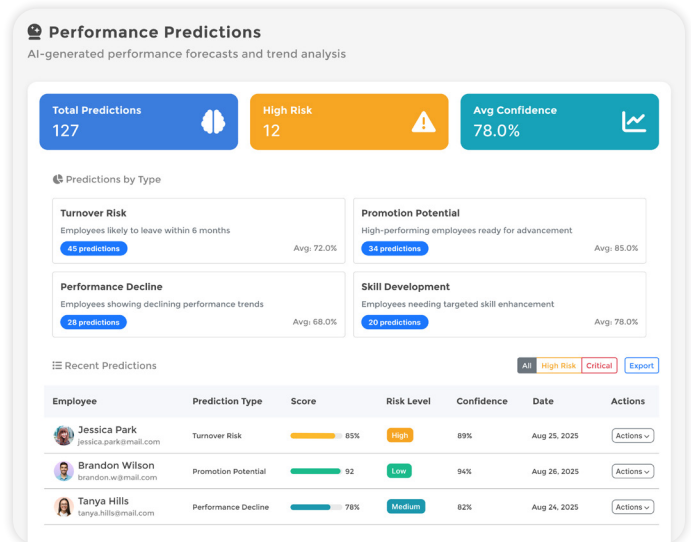 Performance Predictions
AI-generated performance forecasts and trend analysis
Total Predictions
127
High Risk
12
Avg Confidence
78.0%
Predictions by Type
Turnover Risk
Employees likely to leave within 6 months
45 predictions
Avg: 72.0%
Promotion Potential
High-performing employees ready for advancement
34 predictions
Avg: 85.0%
Performance Decline
Employees showing declining performance trends
28 predictions
Avg: 68.0%
Skill Development
Employees needing targeted skill enhancement
20 predictions
Avg: 78.0%
Recent Predictions
All High Risk Critical Export
Employee Prediction Type Score Risk Level Confidence Date Actions
Jessica Park
jessica.park@mail.com
Turnover Risk 85% High 89% Aug 25, 2025 Actions
Brandon Wilson
brandon.w@mail.com
Promotion Potential 92 Low 94% Aug 26, 2025 Actions
Tanya Hills
tanya.hills@mail.com
Performance Decline 78% Medium 82% Aug 24, 2025 Actions